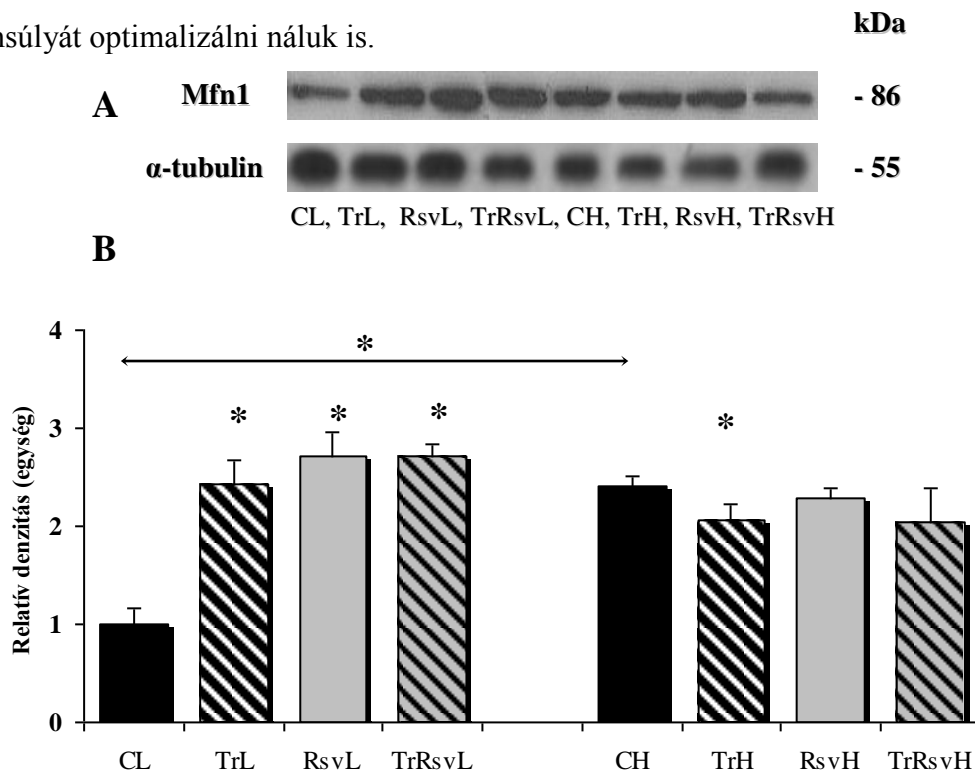 nsúlyát optimalizálni náluk is.
kDa
A
Mfn1
- 86
α-tubulin
- 55
CL, TrL, RsvL, TrRsvL, CH, TrH, RsvH, TrRsvH
B
Relatív denzitás (egység)
4
3
2
1
0
*
* * * *
CL TrL RsvL TrRsvL CH TrH RsvH TrRsvH